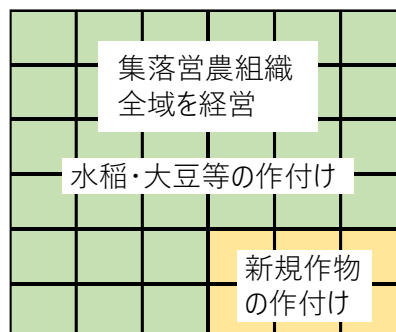 集落営農組織
全域を経営
水稲・大豆等の作付け
新規作物
の作付け